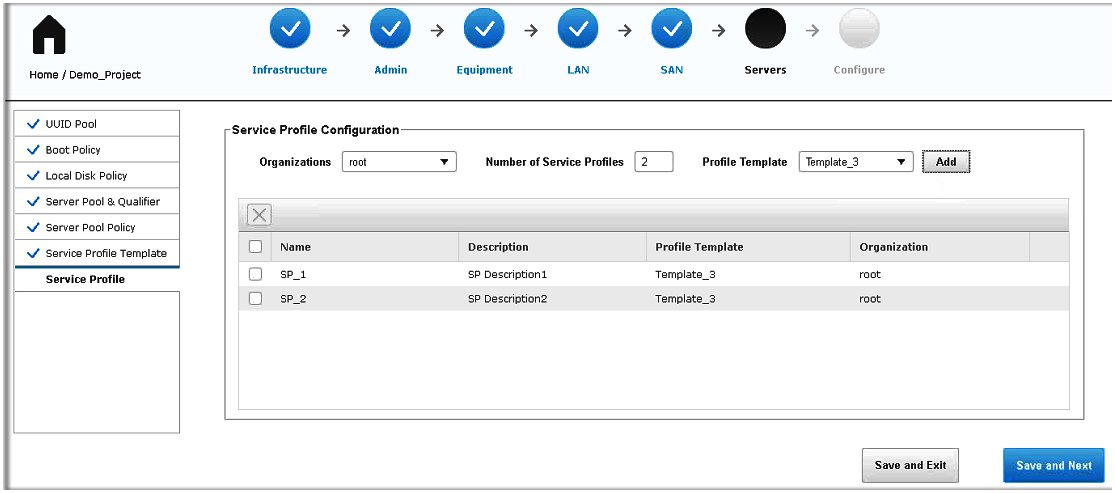 Home / Demo_Project
Infrastructure
Admin
Equipment
LAN
SAN
Servers
Configure
UUID Pool
Boot Policy
Local Disk Policy
Server Pool & Qualifier
Server Pool Policy
Service Profile Template
Service Profile
Service Profile Configuration
Organizations root Number of Service Profiles 2 Profile Template Template_3 Add
Name Description Profile Template Organization
SP_1 SP Description1 Template_3 root
SP_2 SP Description2 Template_3 root
Save and Exit Save and Next